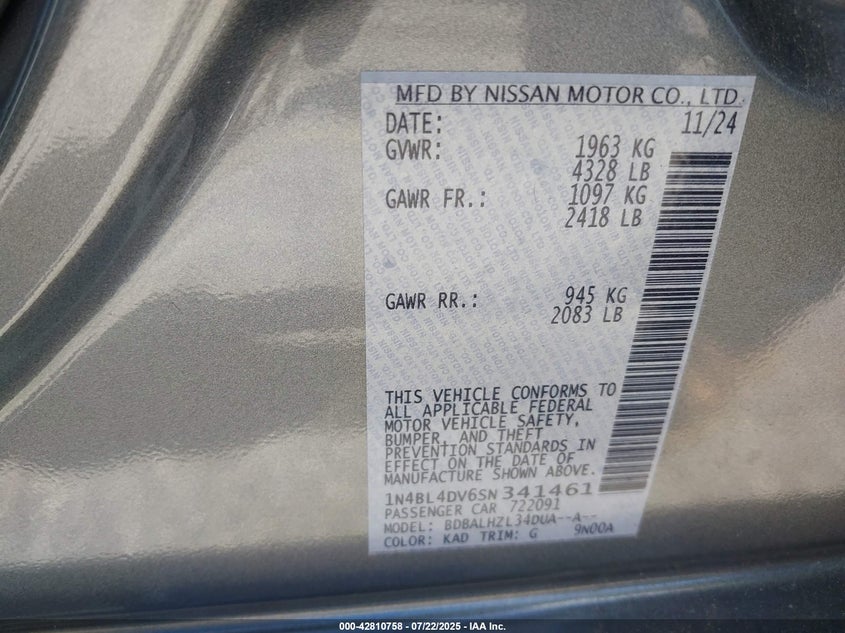 MFD BY NISSAN MOTOR CO., LTD.
DATE: 11/24
GVWR: 1963 KG
4328 LB
GAWR FR.: 1097 KG
2418 LB
GAWR RR.: 945 KG
2083 LB
THIS VEHICLE CONFORMS TO
ALL APPLICABLE FEDERAL
MOTOR VEHICLE SAFETY,
BUMPER, AND THEFT
PREVENTION STANDARDS IN
EFFECT ON THE DATE OF
MANUFACTURE SHOWN ABOVE.
1N4BL4DV6SN 341461
PASSENGER CAR 722091
MODEL: BDBALHZL34DUA--A--
COLOR: KAD TRIM: G 9N00A
000-42810758 - 07/22/2025 - IAA Inc.